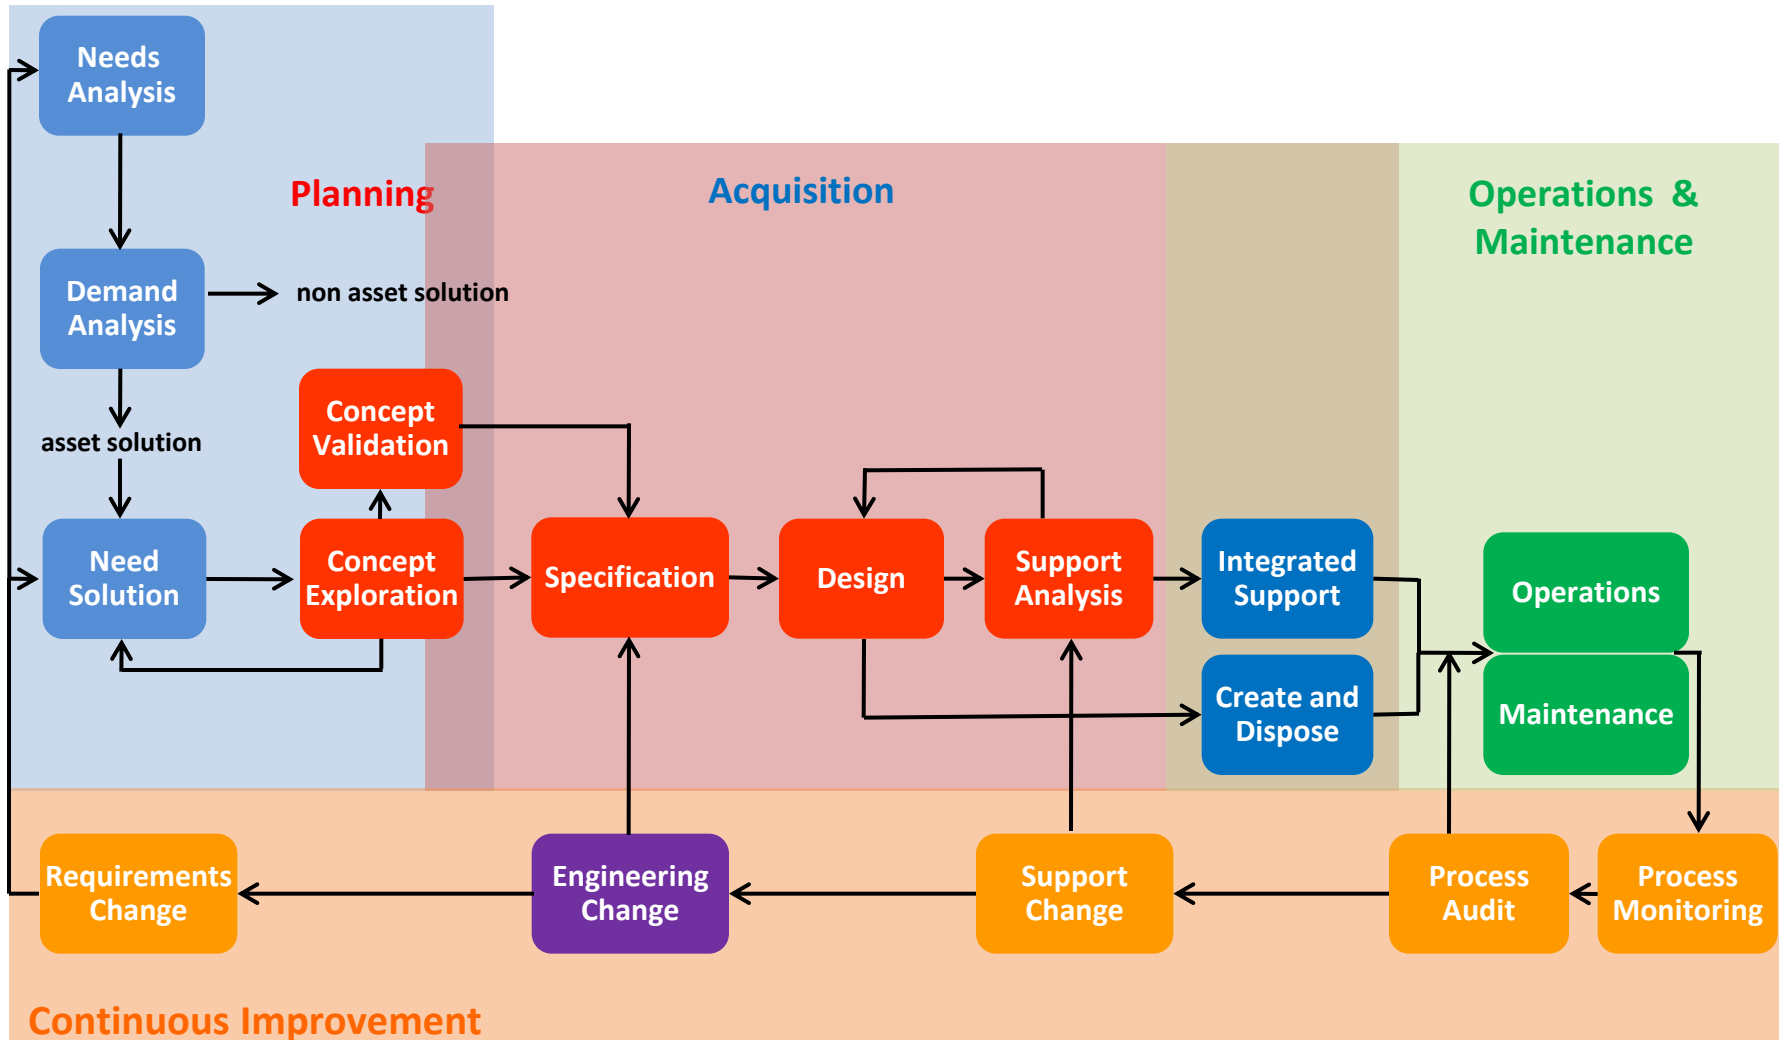 Needs
Analysis
Planning
Acquisition
Operations &
Maintenance
Demand
Analysis
non asset solution
asset solution
Concept
Validation
Need
Solution
Concept
Exploration
Specification
Design
Support
Analysis
Integrated
Support
Operations
Create and
Dispose
Maintenance
Requirements
Change
Engineering
Change
Support
Change
Process
Audit
Process
Monitoring
Continuous Improvement